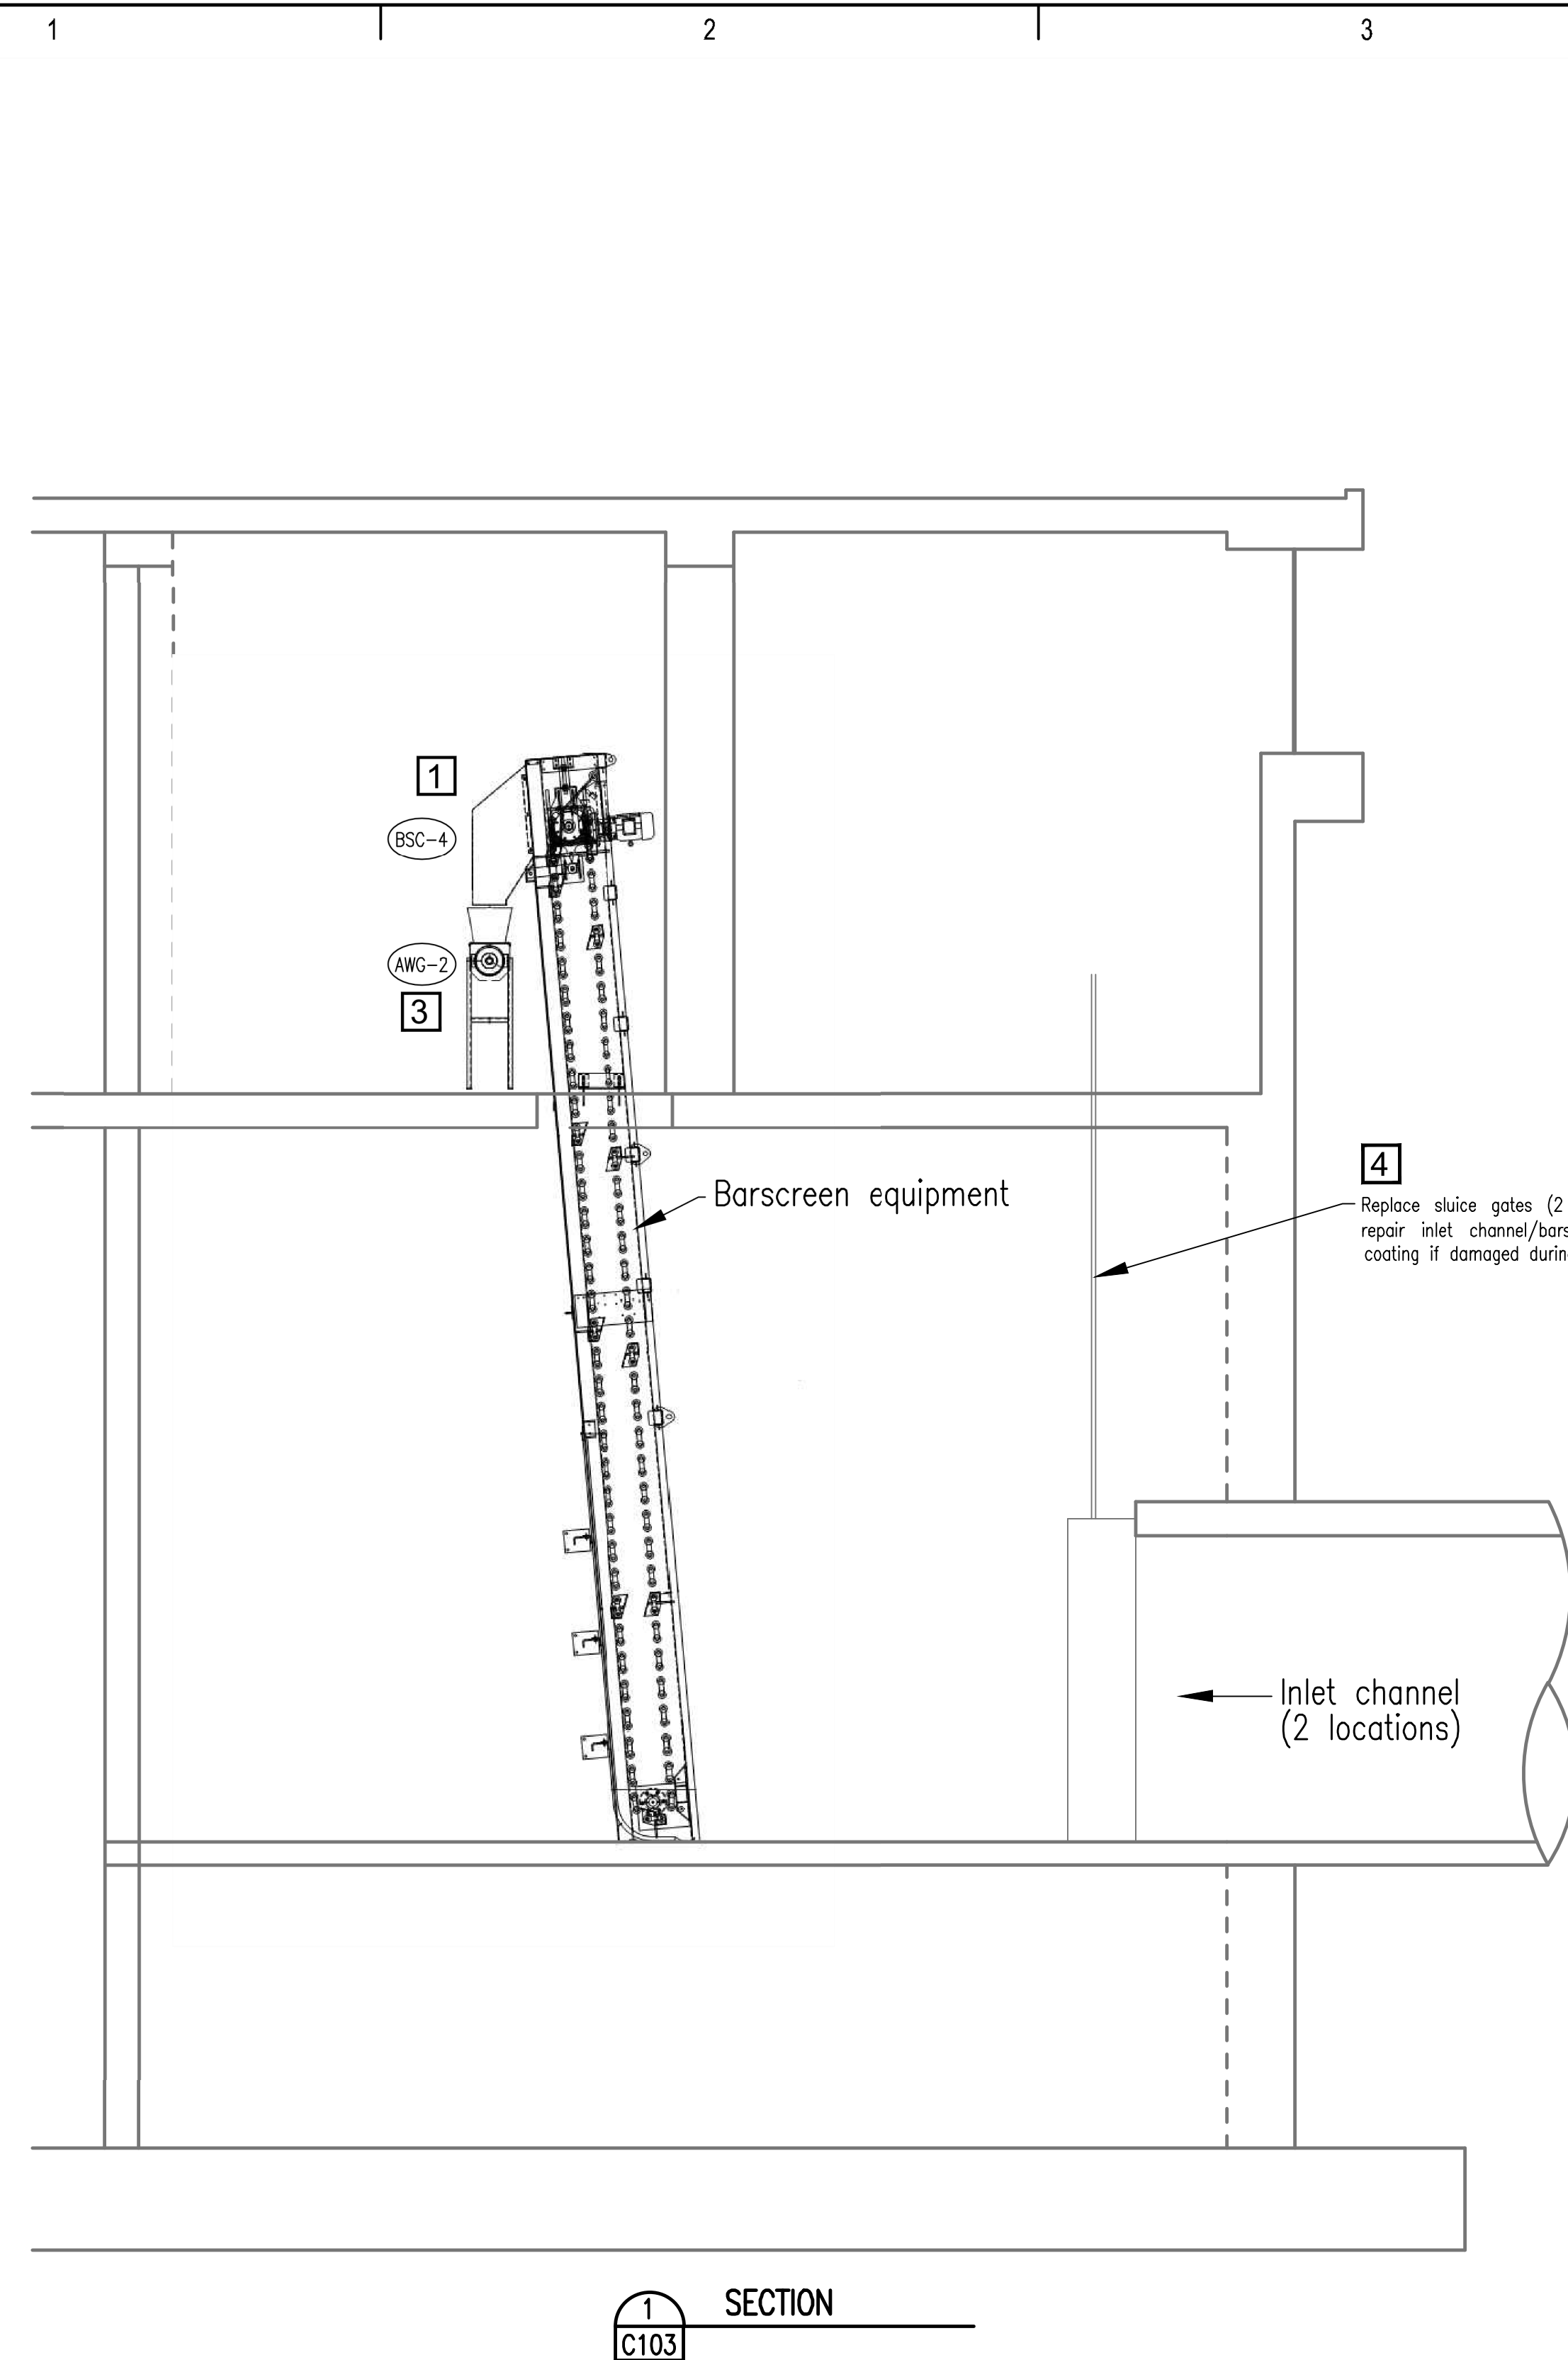 1 2 3
1
BSC-4
AWG-2
3
Barscreen equipment
4
Replace sluice gates (2
repair inlet channel/bars
coating if damaged durin
Inlet channel
(2 locations)
1 SECTION
C103